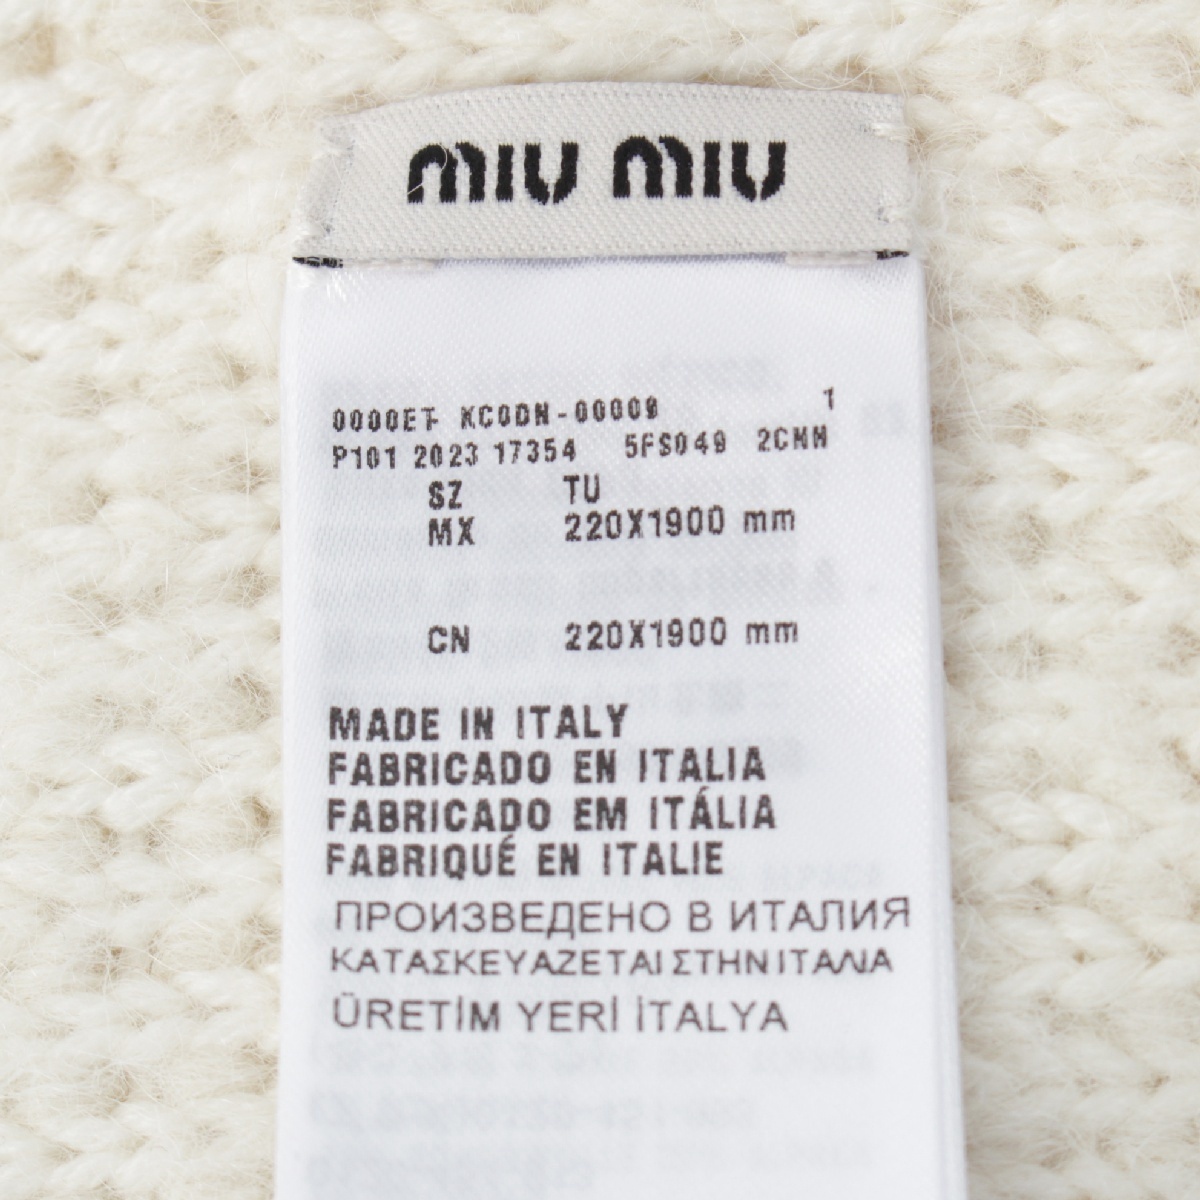 MIU MIU
0000ET KC0DN-00009 1
P101 2023 17354 5FS049 2CNN
SZ TU
MX 220X1900 mm
CN 220X1900 mm
MADE IN ITALY
FABRICADO EN ITALIA
FABRICADO EM ITÁLIA
FABRIQUÉ EN ITALIE
ПРОИЗВЕДЕНО В ИТАЛИЯ
ΚΑΤΑΣΚΕΥΑΖΕΤΑΙ ΣΤΗΝ ΙΤΑΛΙΑ
ÜRETİM YERİ İTALYA